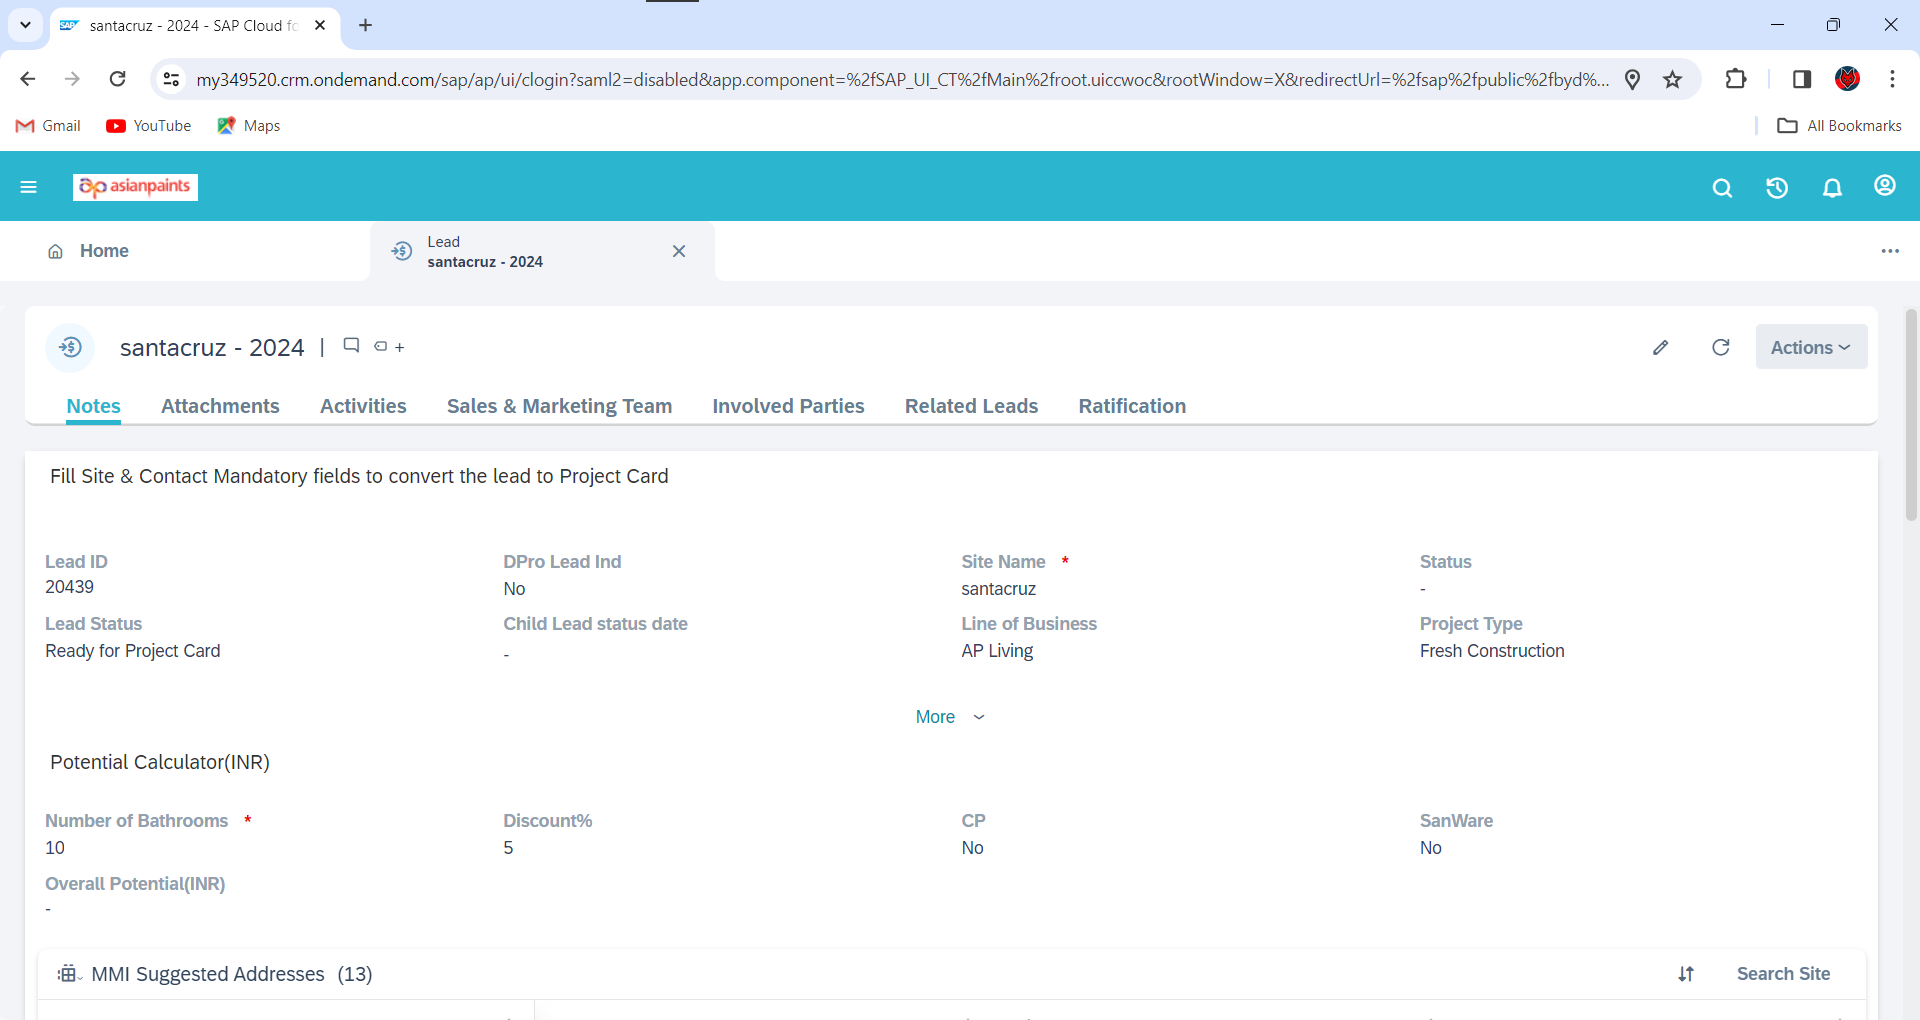 santacruz - 2024 - SAP Cloud fo
my349520.crm.ondemand.com/sap/ap/ui/clogin?saml2=disabled&app.component=%2fSAP_UI_CT%2fMain%2froot.uiccwoc&rootWindow=X&redirectUrl=%2fsap%2fpublic%2fbyd%...
Gmail YouTube Maps All Bookmarks
asianpaints
Home
Lead
santacruz - 2024
santacruz - 2024 | +
Actions
Notes Attachments Activities Sales & Marketing Team Involved Parties Related Leads Ratification
Fill Site & Contact Mandatory fields to convert the lead to Project Card
Lead ID DPro Lead Ind Site Name * Status
20439 No santacruz -
Lead Status Child Lead status date Line of Business Project Type
Ready for Project Card - AP Living Fresh Construction
More
Potential Calculator(INR)
Number of Bathrooms * Discount% CP SanWare
10 5 No No
Overall Potential(INR)
-
MMI Suggested Addresses (13) Search Site